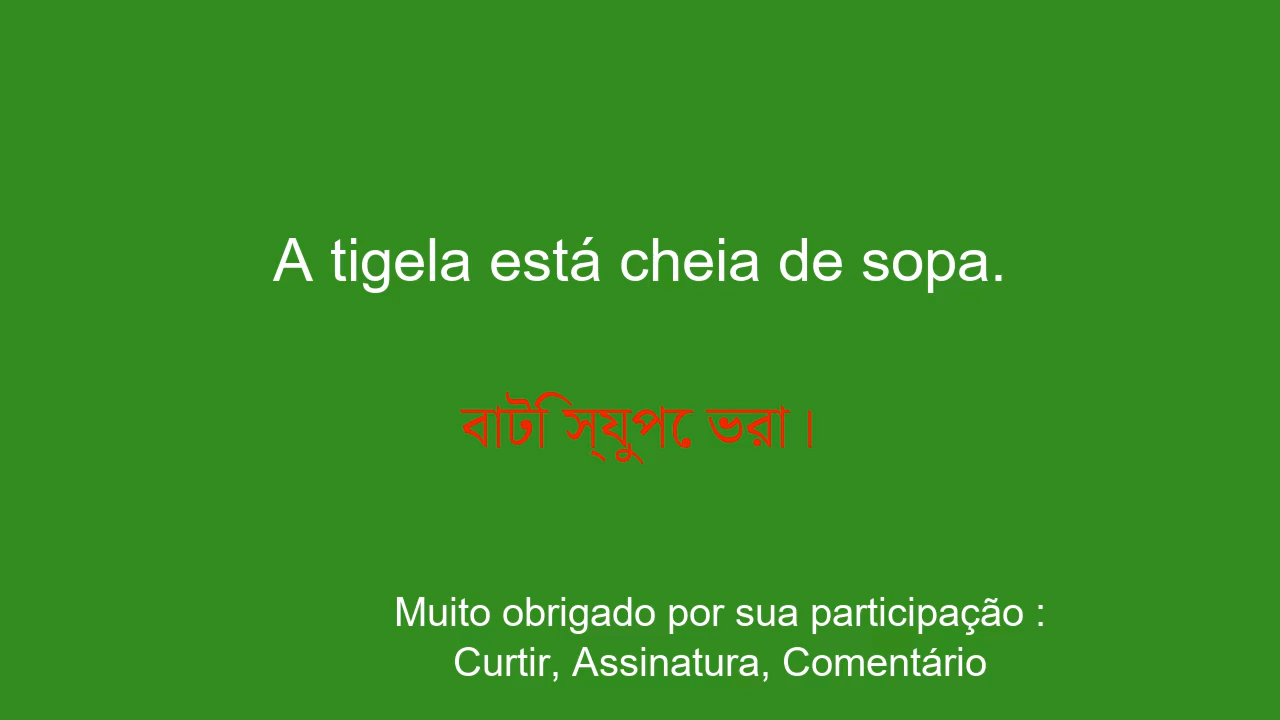 A tigela está cheia de sopa.
বাটি স্যুপে ভরা।
Muito obrigado por sua participação :
Curtir, Assinatura, Comentário